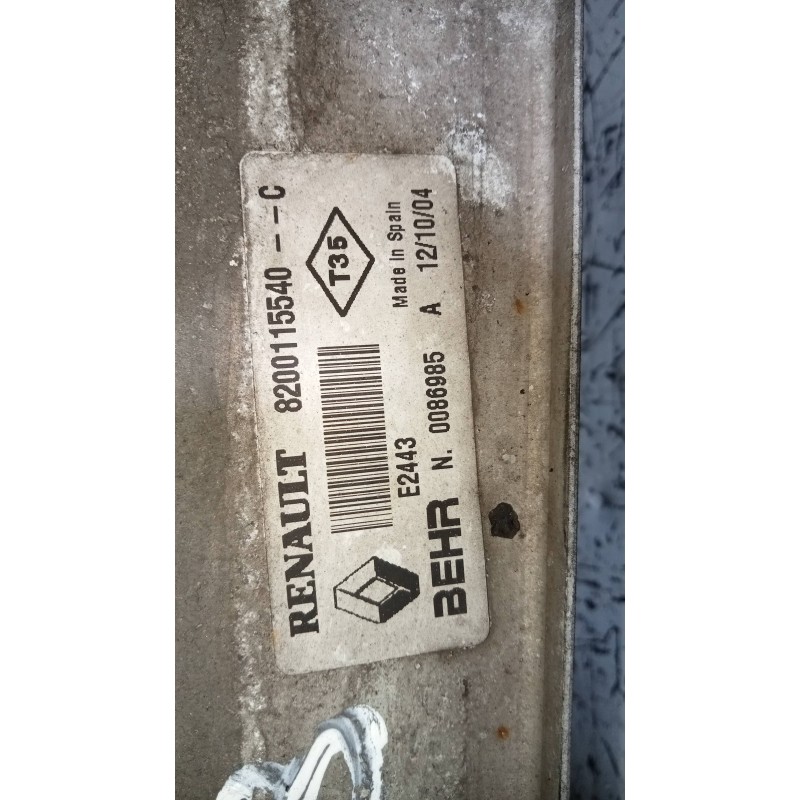 RENAULT 8200115540 -- C
T35
E2443
Made In Spain
BEHR N. 0086985 A 12/10/04